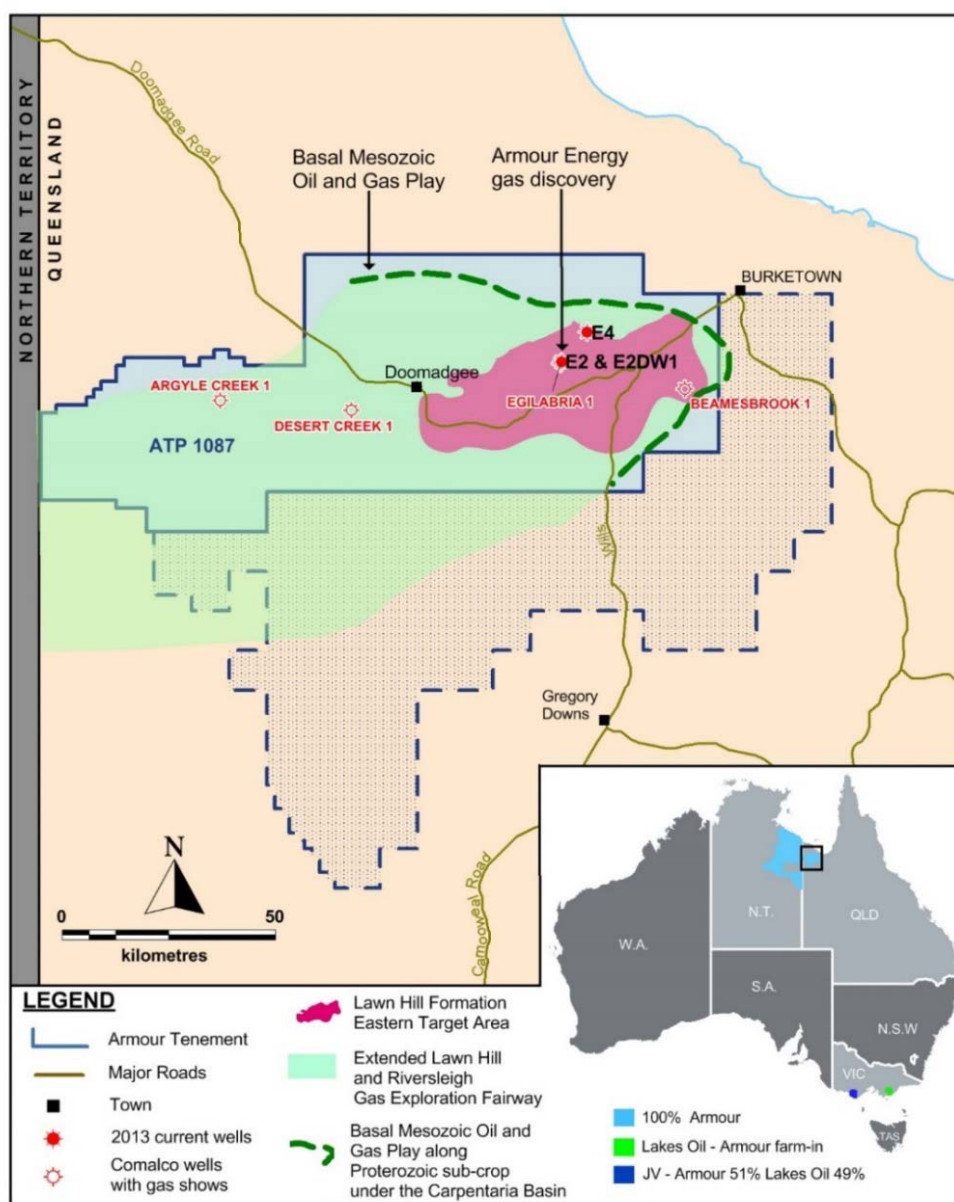 NORTHERN TERRITORY
QUEENSLAND
Doomadgee Road
Basal Mesozoic
Oil and Gas Play
Armour Energy
gas discovery
BURKETOWN
E4
E2 & E2DW1
Doomadgee
ARGYLE CREEK 1
EGILABRIA 1
BEAMESBROOK 1
DESERT CREEK 1
ATP 1087
Wills
Gregory
Downs
N
0 50
kilometres
Camooweal Road
W.A.
N.T.
QLD
S.A.
N.S.W
VIC
TAS
LEGEND
Armour Tenement
Major Roads
Town
2013 current wells
Comalco wells
with gas shows
Lawn Hill Formation
Eastern Target Area
Extended Lawn Hill
and Riversleigh
Gas Exploration Fairway
Basal Mesozoic Oil and
Gas Play along
Proterozoic sub-crop
under the Carpentaria Basin
100% Armour
Lakes Oil - Armour farm-in
JV - Armour 51% Lakes Oil 49%